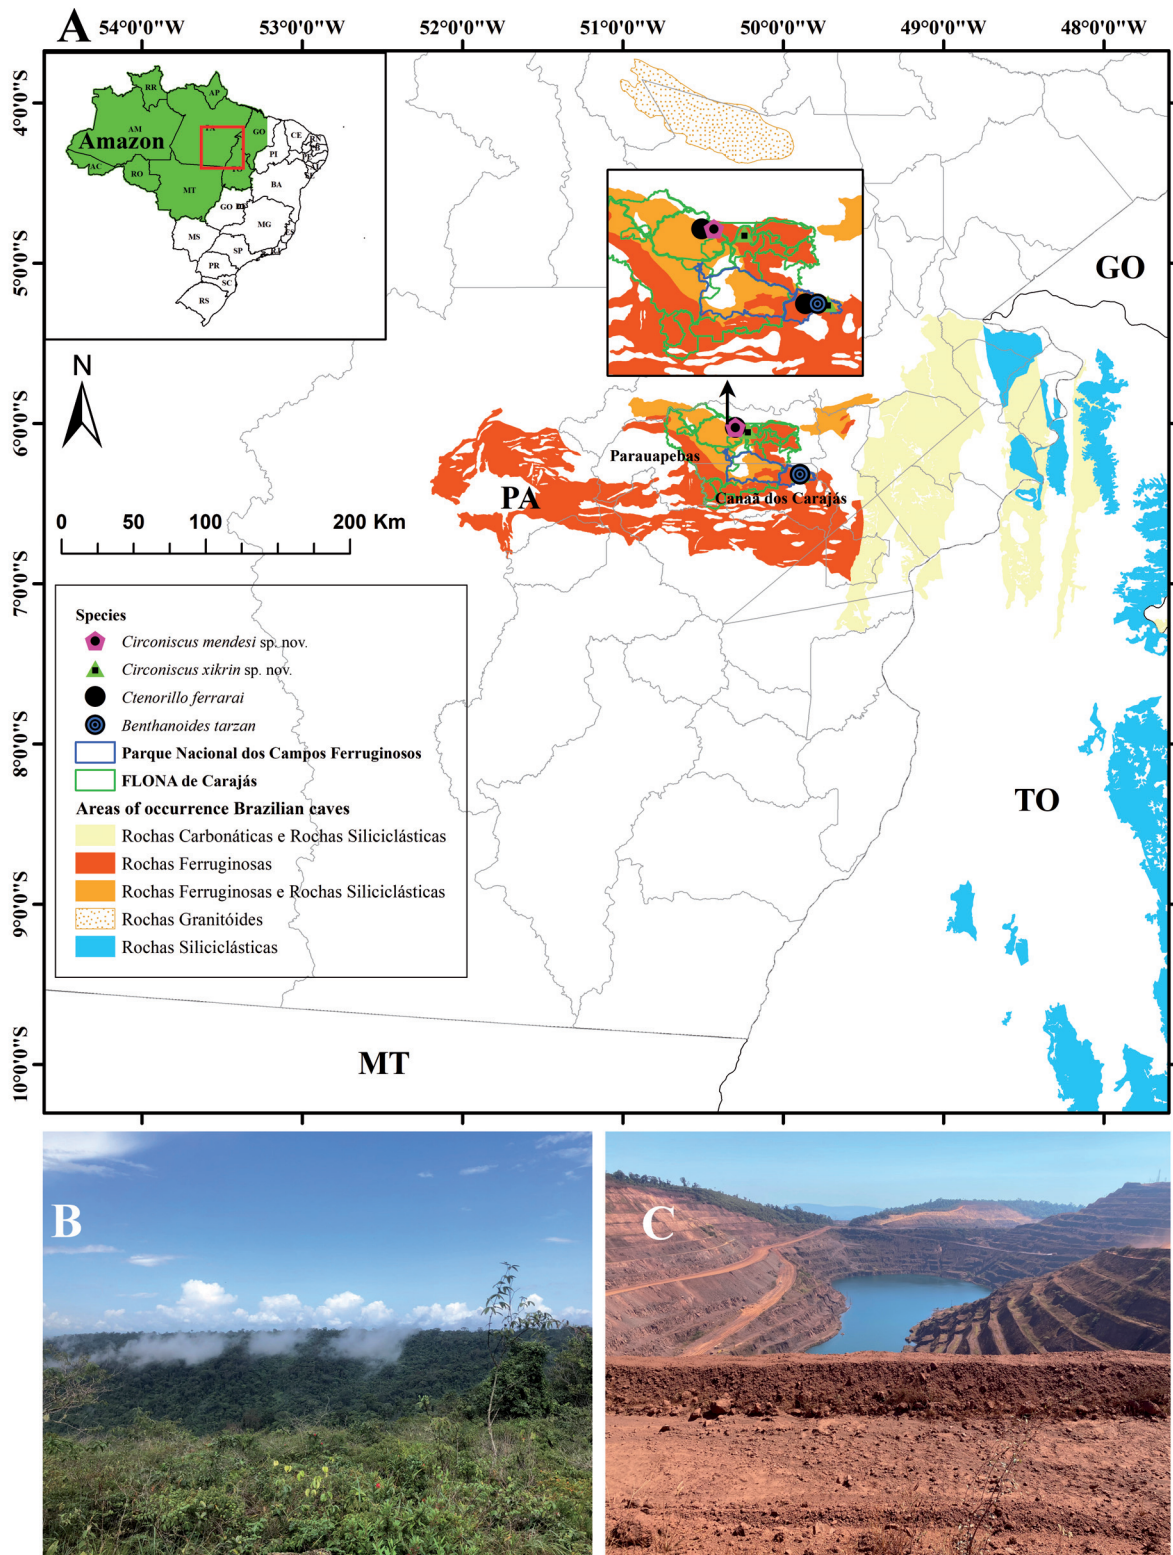 A
54°0'0"W
53°0'0"W
52°0'0"W
51°0'0"W
50°0'0"W
49°0'0"W
48°0'0"W
4°0'0"S
5°0'0"S
6°0'0"S
7°0'0"S
8°0'0"S
9°0'0"S
10°0'0"S
RR
AP
AM
Amazon
GO
AC
RO
MT
CE
RN
PI
BA
GO
MG
MS
SP
PR
SC
RS
GO
N
Parauapebas
PA
Canaã dos Carajás
0 50 100 200 Km
Species
Circoniscus mendesi sp. nov.
Circoniscus xikrin sp. nov.
Ctenorillo ferrarai
Benthanoides tarzan
Parque Nacional dos Campos Ferruginosos
FLONA de Carajás
Areas of occurrence Brazilian caves
Rochas Carbonáticas e Rochas Siliciclásticas
Rochas Ferruginosas
Rochas Ferruginosas e Rochas Siliciclásticas
Rochas Granitóides
Rochas Siliciclásticas
TO
MT
B
C